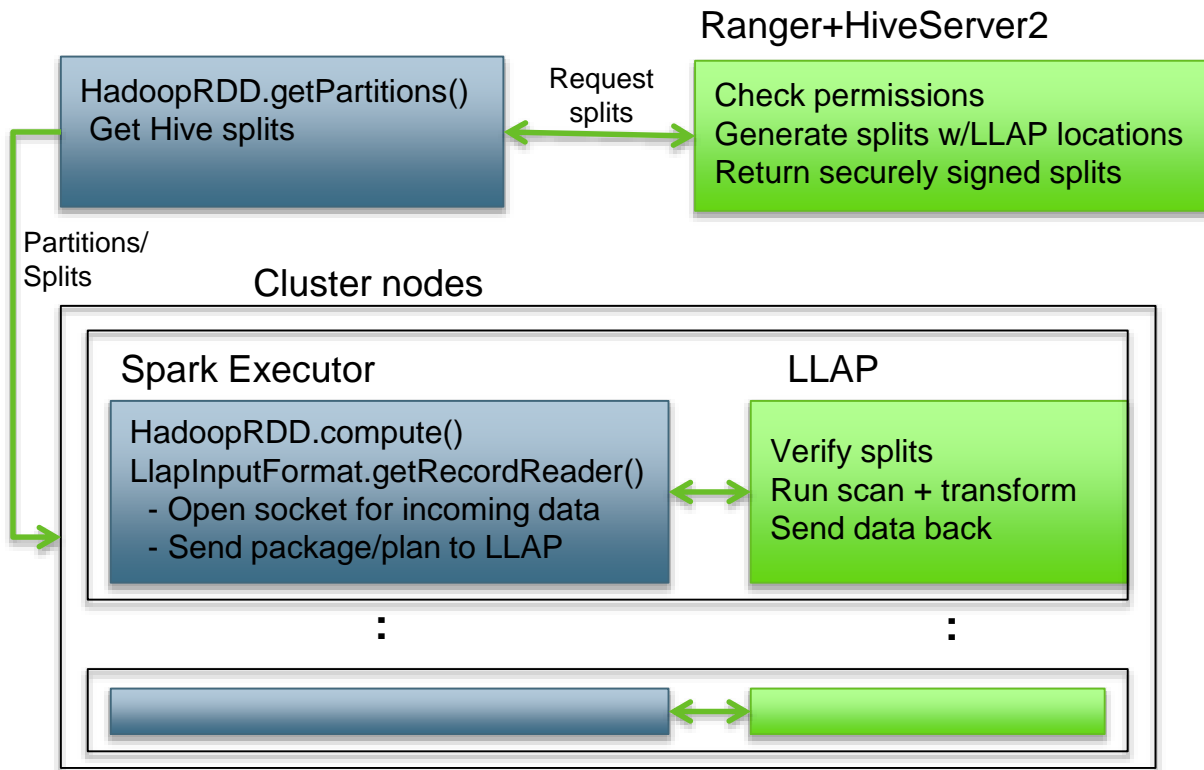 Ranger+HiveServer2
HadoopRDD.getPartitions()
Get Hive splits
Request
splits
Check permissions
Generate splits w/LLAP locations
Return securely signed splits
Partitions/
Splits
Cluster nodes
Spark Executor
HadoopRDD.compute()
LlapInputFormat.getRecordReader()
- Open socket for incoming data
- Send package/plan to LLAP
LLAP
Verify splits
Run scan + transform
Send data back
:
: